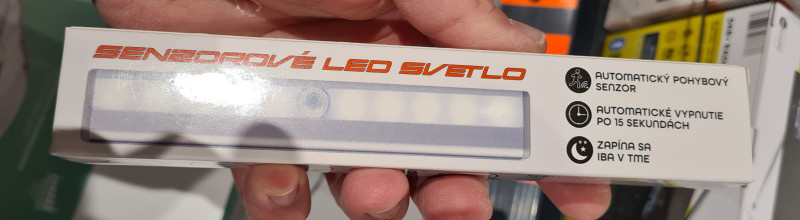 SENZOROVÉ LED SVETLO
AUTOMATICKÝ POHYBOVÝ
SENZOR
AUTOMATICKÉ VYPNUTIE
PO 15 SEKUNDÁCH
ZAPÍNA SA
IBA V TME